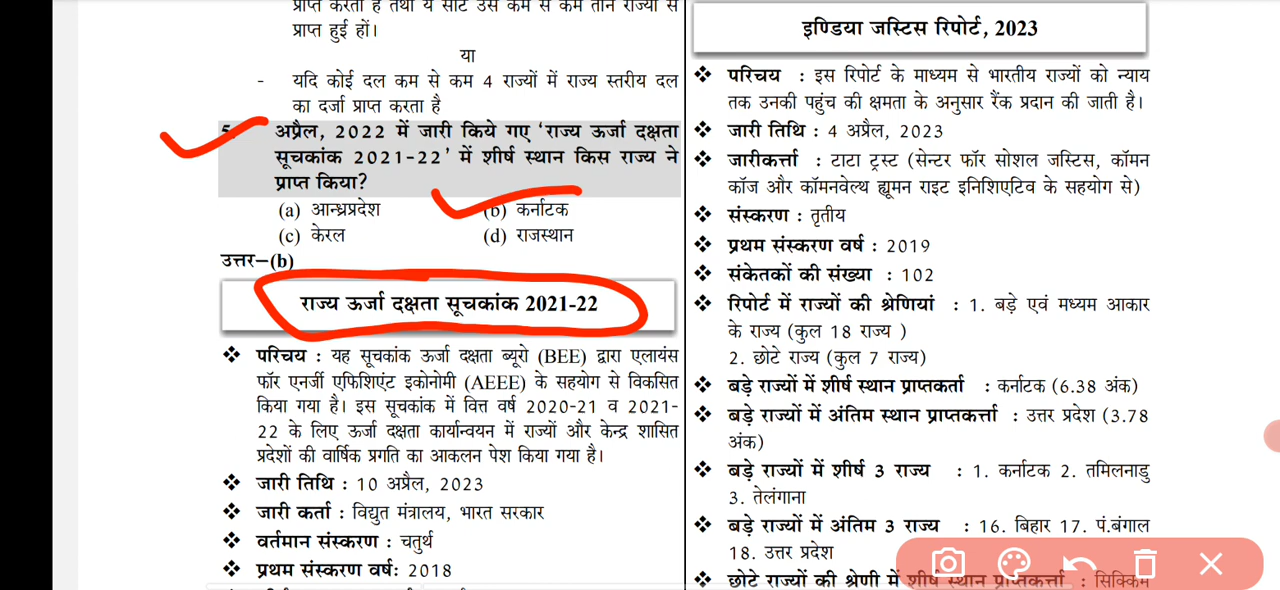 प्राप्त करता है तथा ये सीटें उसे कम से कम तीन राज्यों से
प्राप्त हुई हों।
या
- यदि कोई दल कम से कम 4 राज्यों में राज्य स्तरीय दल
का दर्जा प्राप्त करता है
5. अप्रैल, 2022 में जारी किये गए ‘राज्य ऊर्जा दक्षता
सूचकांक 2021-22’ में शीर्ष स्थान किस राज्य ने
प्राप्त किया?
(a) आन्ध्रप्रदेश (b) कर्नाटक
(c) केरल (d) राजस्थान
उत्तर–(b)
राज्य ऊर्जा दक्षता सूचकांक 2021-22
❖ परिचय : यह सूचकांक ऊर्जा दक्षता ब्यूरो (BEE) द्वारा एलायंस
फॉर एनर्जी एफिशिएंट इकोनोमी (AEEE) के सहयोग से विकसित
किया गया है। इस सूचकांक में वित्त वर्ष 2020-21 व 2021-
22 के लिए ऊर्जा दक्षता कार्यान्वयन में राज्यों और केन्द्र शासित
प्रदेशों की वार्षिक प्रगति का आकलन पेश किया गया है।
❖ जारी तिथि : 10 अप्रैल, 2023
❖ जारी कर्ता : विद्युत मंत्रालय, भारत सरकार
❖ वर्तमान संस्करण : चतुर्थ
❖ प्रथम संस्करण वर्षः 2018
इण्डिया जस्टिस रिपोर्ट, 2023
❖ परिचय : इस रिपोर्ट के माध्यम से भारतीय राज्यों को न्याय
तक उनकी पहुंच की क्षमता के अनुसार रैंक प्रदान की जाती है।
❖ जारी तिथि : 4 अप्रैल, 2023
❖ जारीकर्त्ता : टाटा ट्रस्ट (सेन्टर फॉर सोशल जस्टिस, कॉमन
कॉज और कॉमनवेल्थ ह्यूमन राइट इनिशिएटिव के सहयोग से)
❖ संस्करण : तृतीय
❖ प्रथम संस्करण वर्ष : 2019
❖ संकेतकों की संख्या : 102
❖ रिपोर्ट में राज्यों की श्रेणियां : 1. बड़े एवं मध्यम आकार
के राज्य (कुल 18 राज्य )
2. छोटे राज्य (कुल 7 राज्य)
❖ बड़े राज्यों में शीर्ष स्थान प्राप्तकर्ता : कर्नाटक (6.38 अंक)
❖ बड़े राज्यों में अंतिम स्थान प्राप्तकर्त्ता : उत्तर प्रदेश (3.78
अंक)
❖ बड़े राज्यों में शीर्ष 3 राज्य : 1. कर्नाटक 2. तमिलनाडु
3. तेलंगाना
❖ बड़े राज्यों में अंतिम 3 राज्य : 16. बिहार 17. पं.बंगाल
18. उत्तर प्रदेश
❖ छोटे राज्यों की श्रेणी में शीर्ष स्थान प्राप्तकर्त्ता : सिक्किम